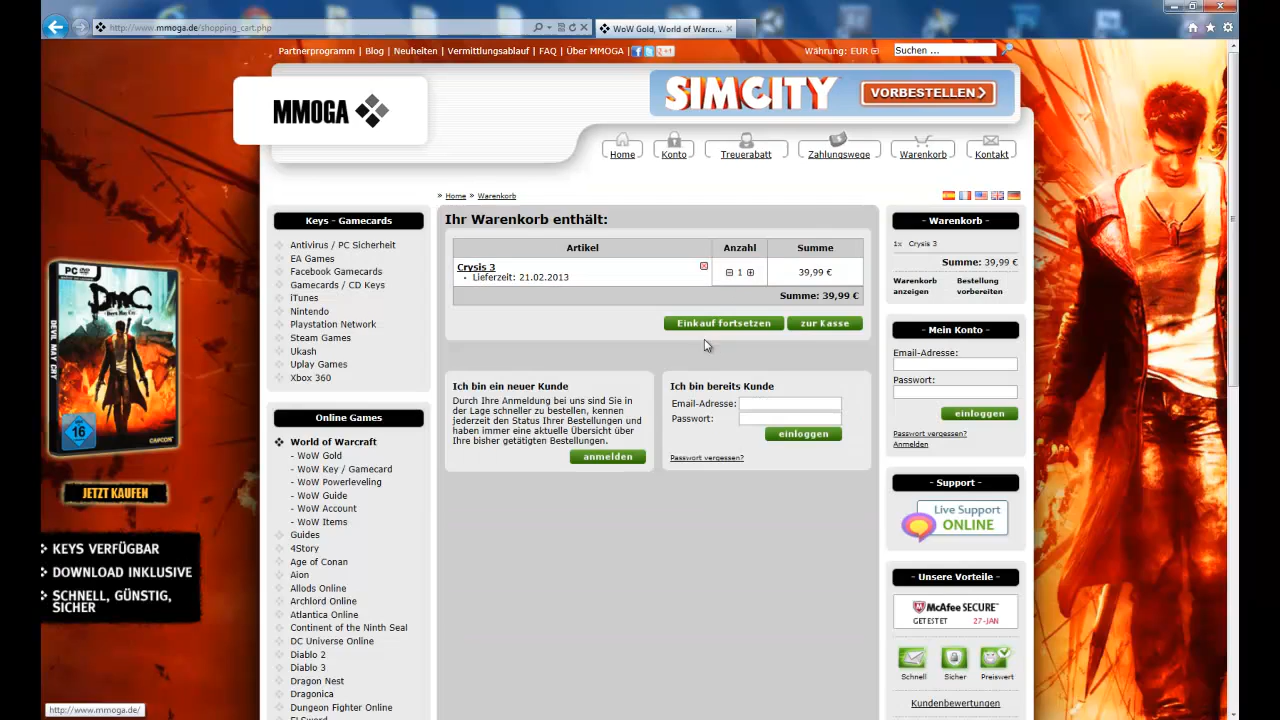 http://www.mmoga.de/shopping_cart.php
WoW Gold, World of Warcr...
Partnerprogramm | Blog | Neuheiten | Vermittlungsablauf | FAQ | Über MMOGA
Währung: EUR
Suchen ...
MMOGA
SIMCITY
VORBESTELLEN
Home
Konto
Treuerabatt
Zahlungswege
Warenkorb
Kontakt
» Home » Warenkorb
Keys - Gamecards
Antivirus / PC Sicherheit
EA Games
Facebook Gamecards
Gamecards / CD Keys
iTunes
Nintendo
Playstation Network
Steam Games
Ukash
Uplay Games
Xbox 360
Online Games
World of Warcraft
- WoW Gold
- WoW Key / Gamecard
- WoW Powerleveling
- WoW Guide
- WoW Account
- WoW Items
Guides
4Story
Age of Conan
Aion
Allods Online
Archlord Online
Atlantica Online
Continent of the Ninth Seal
DC Universe Online
Diablo 2
Diablo 3
Dragon Nest
Dragonica
Dungeon Fighter Online
Ihr Warenkorb enthält:
Artikel Anzahl Summe
Crysis 3
• Lieferzeit: 21.02.2013
1
39,99 €
Summe: 39,99 €
Einkauf fortsetzen
zur Kasse
Ich bin ein neuer Kunde
Durch Ihre Anmeldung bei uns sind Sie in
der Lage schneller zu bestellen, kennen
jederzeit den Status Ihrer Bestellungen und
haben immer eine aktuelle Übersicht über
Ihre bisher getätigten Bestellungen.
anmelden
Ich bin bereits Kunde
Email-Adresse:
Passwort:
einloggen
Passwort vergessen?
- Warenkorb -
1x Crysis 3
Summe: 39,99 €
Warenkorb
anzeigen
Bestellung
vorbereiten
- Mein Konto -
Email-Adresse:
Passwort:
einloggen
Passwort vergessen?
Anmelden
- Support -
Live Support
ONLINE
- Unsere Vorteile -
McAfee SECURE™
GETESTET 27-JAN
Schnell
Sicher
Preiswert
Kundenbewertungen
PC DVD
DMC
DEVIL MAY CRY
16
CAPCOM
JETZT KAUFEN
KEYS VERFÜGBAR
DOWNLOAD INKLUSIVE
SCHNELL, GÜNSTIG,
SICHER
http://www.mmoga.de/